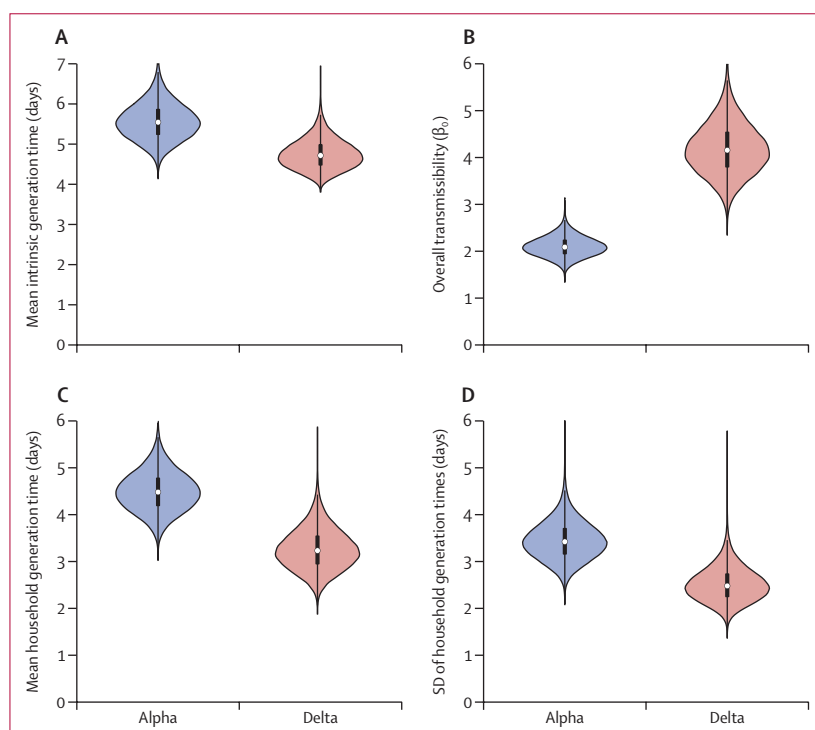 A
Mean intrinsic generation time (days)
7
6
5
4
3
2
1
0
B
Overall transmissibility (β₀)
6
5
4
3
2
1
0
C
Mean household generation time (days)
6
5
4
3
2
1
0
Alpha
Delta
D
SD of household generation times (days)
6
5
4
3
2
1
0
Alpha
Delta